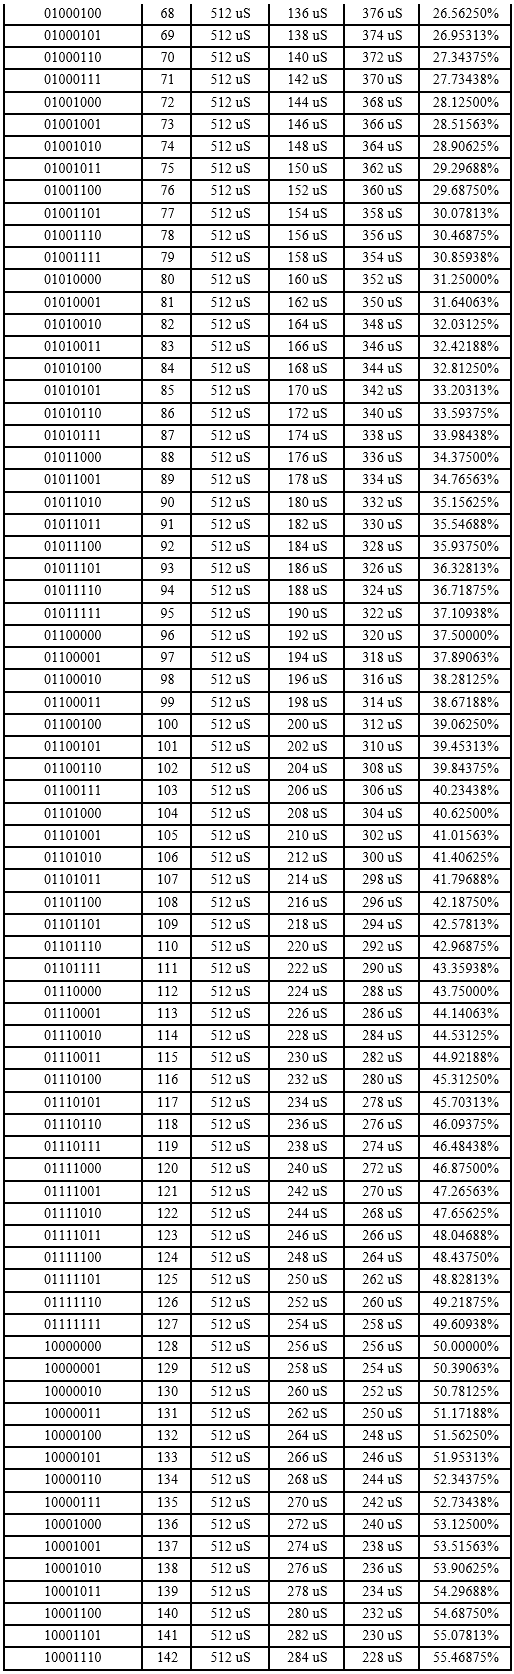 01000100 68 512 uS 136 uS 376 uS 26.56250%
01000101 69 512 uS 138 uS 374 uS 26.95313%
01000110 70 512 uS 140 uS 372 uS 27.34375%
01000111 71 512 uS 142 uS 370 uS 27.73438%
01001000 72 512 uS 144 uS 368 uS 28.12500%
01001001 73 512 uS 146 uS 366 uS 28.51563%
01001010 74 512 uS 148 uS 364 uS 28.90625%
01001011 75 512 uS 150 uS 362 uS 29.29688%
01001100 76 512 uS 152 uS 360 uS 29.68750%
01001101 77 512 uS 154 uS 358 uS 30.07813%
01001110 78 512 uS 156 uS 356 uS 30.46875%
01001111 79 512 uS 158 uS 354 uS 30.85938%
01010000 80 512 uS 160 uS 352 uS 31.25000%
01010001 81 512 uS 162 uS 350 uS 31.64063%
01010010 82 512 uS 164 uS 348 uS 32.03125%
01010011 83 512 uS 166 uS 346 uS 32.42188%
01010100 84 512 uS 168 uS 344 uS 32.81250%
01010101 85 512 uS 170 uS 342 uS 33.20313%
01010110 86 512 uS 172 uS 340 uS 33.59375%
01010111 87 512 uS 174 uS 338 uS 33.98438%
01011000 88 512 uS 176 uS 336 uS 34.37500%
01011001 89 512 uS 178 uS 334 uS 34.76563%
01011010 90 512 uS 180 uS 332 uS 35.15625%
01011011 91 512 uS 182 uS 330 uS 35.54688%
01011100 92 512 uS 184 uS 328 uS 35.93750%
01011101 93 512 uS 186 uS 326 uS 36.32813%
01011110 94 512 uS 188 uS 324 uS 36.71875%
01011111 95 512 uS 190 uS 322 uS 37.10938%
01100000 96 512 uS 192 uS 320 uS 37.50000%
01100001 97 512 uS 194 uS 318 uS 37.89063%
01100010 98 512 uS 196 uS 316 uS 38.28125%
01100011 99 512 uS 198 uS 314 uS 38.67188%
01100100 100 512 uS 200 uS 312 uS 39.06250%
01100101 101 512 uS 202 uS 310 uS 39.45313%
01100110 102 512 uS 204 uS 308 uS 39.84375%
01100111 103 512 uS 206 uS 306 uS 40.23438%
01101000 104 512 uS 208 uS 304 uS 40.62500%
01101001 105 512 uS 210 uS 302 uS 41.01563%
01101010 106 512 uS 212 uS 300 uS 41.40625%
01101011 107 512 uS 214 uS 298 uS 41.79688%
01101100 108 512 uS 216 uS 296 uS 42.18750%
01101101 109 512 uS 218 uS 294 uS 42.57813%
01101110 110 512 uS 220 uS 292 uS 42.96875%
01101111 111 512 uS 222 uS 290 uS 43.35938%
01110000 112 512 uS 224 uS 288 uS 43.75000%
01110001 113 512 uS 226 uS 286 uS 44.14063%
01110010 114 512 uS 228 uS 284 uS 44.53125%
01110011 115 512 uS 230 uS 282 uS 44.92188%
01110100 116 512 uS 232 uS 280 uS 45.31250%
01110101 117 512 uS 234 uS 278 uS 45.70313%
01110110 118 512 uS 236 uS 276 uS 46.09375%
01110111 119 512 uS 238 uS 274 uS 46.48438%
01111000 120 512 uS 240 uS 272 uS 46.87500%
01111001 121 512 uS 242 uS 270 uS 47.26563%
01111010 122 512 uS 244 uS 268 uS 47.65625%
01111011 123 512 uS 246 uS 266 uS 48.04688%
01111100 124 512 uS 248 uS 264 uS 48.43750%
01111101 125 512 uS 250 uS 262 uS 48.82813%
01111110 126 512 uS 252 uS 260 uS 49.21875%
01111111 127 512 uS 254 uS 258 uS 49.60938%
10000000 128 512 uS 256 uS 256 uS 50.00000%
10000001 129 512 uS 258 uS 254 uS 50.39063%
10000010 130 512 uS 260 uS 252 uS 50.78125%
10000011 131 512 uS 262 uS 250 uS 51.17188%
10000100 132 512 uS 264 uS 248 uS 51.56250%
10000101 133 512 uS 266 uS 246 uS 51.95313%
10000110 134 512 uS 268 uS 244 uS 52.34375%
10000111 135 512 uS 270 uS 242 uS 52.73438%
10001000 136 512 uS 272 uS 240 uS 53.12500%
10001001 137 512 uS 274 uS 238 uS 53.51563%
10001010 138 512 uS 276 uS 236 uS 53.90625%
10001011 139 512 uS 278 uS 234 uS 54.29688%
10001100 140 512 uS 280 uS 232 uS 54.68750%
10001101 141 512 uS 282 uS 230 uS 55.07813%
10001110 142 512 uS 284 uS 228 uS 55.46875%